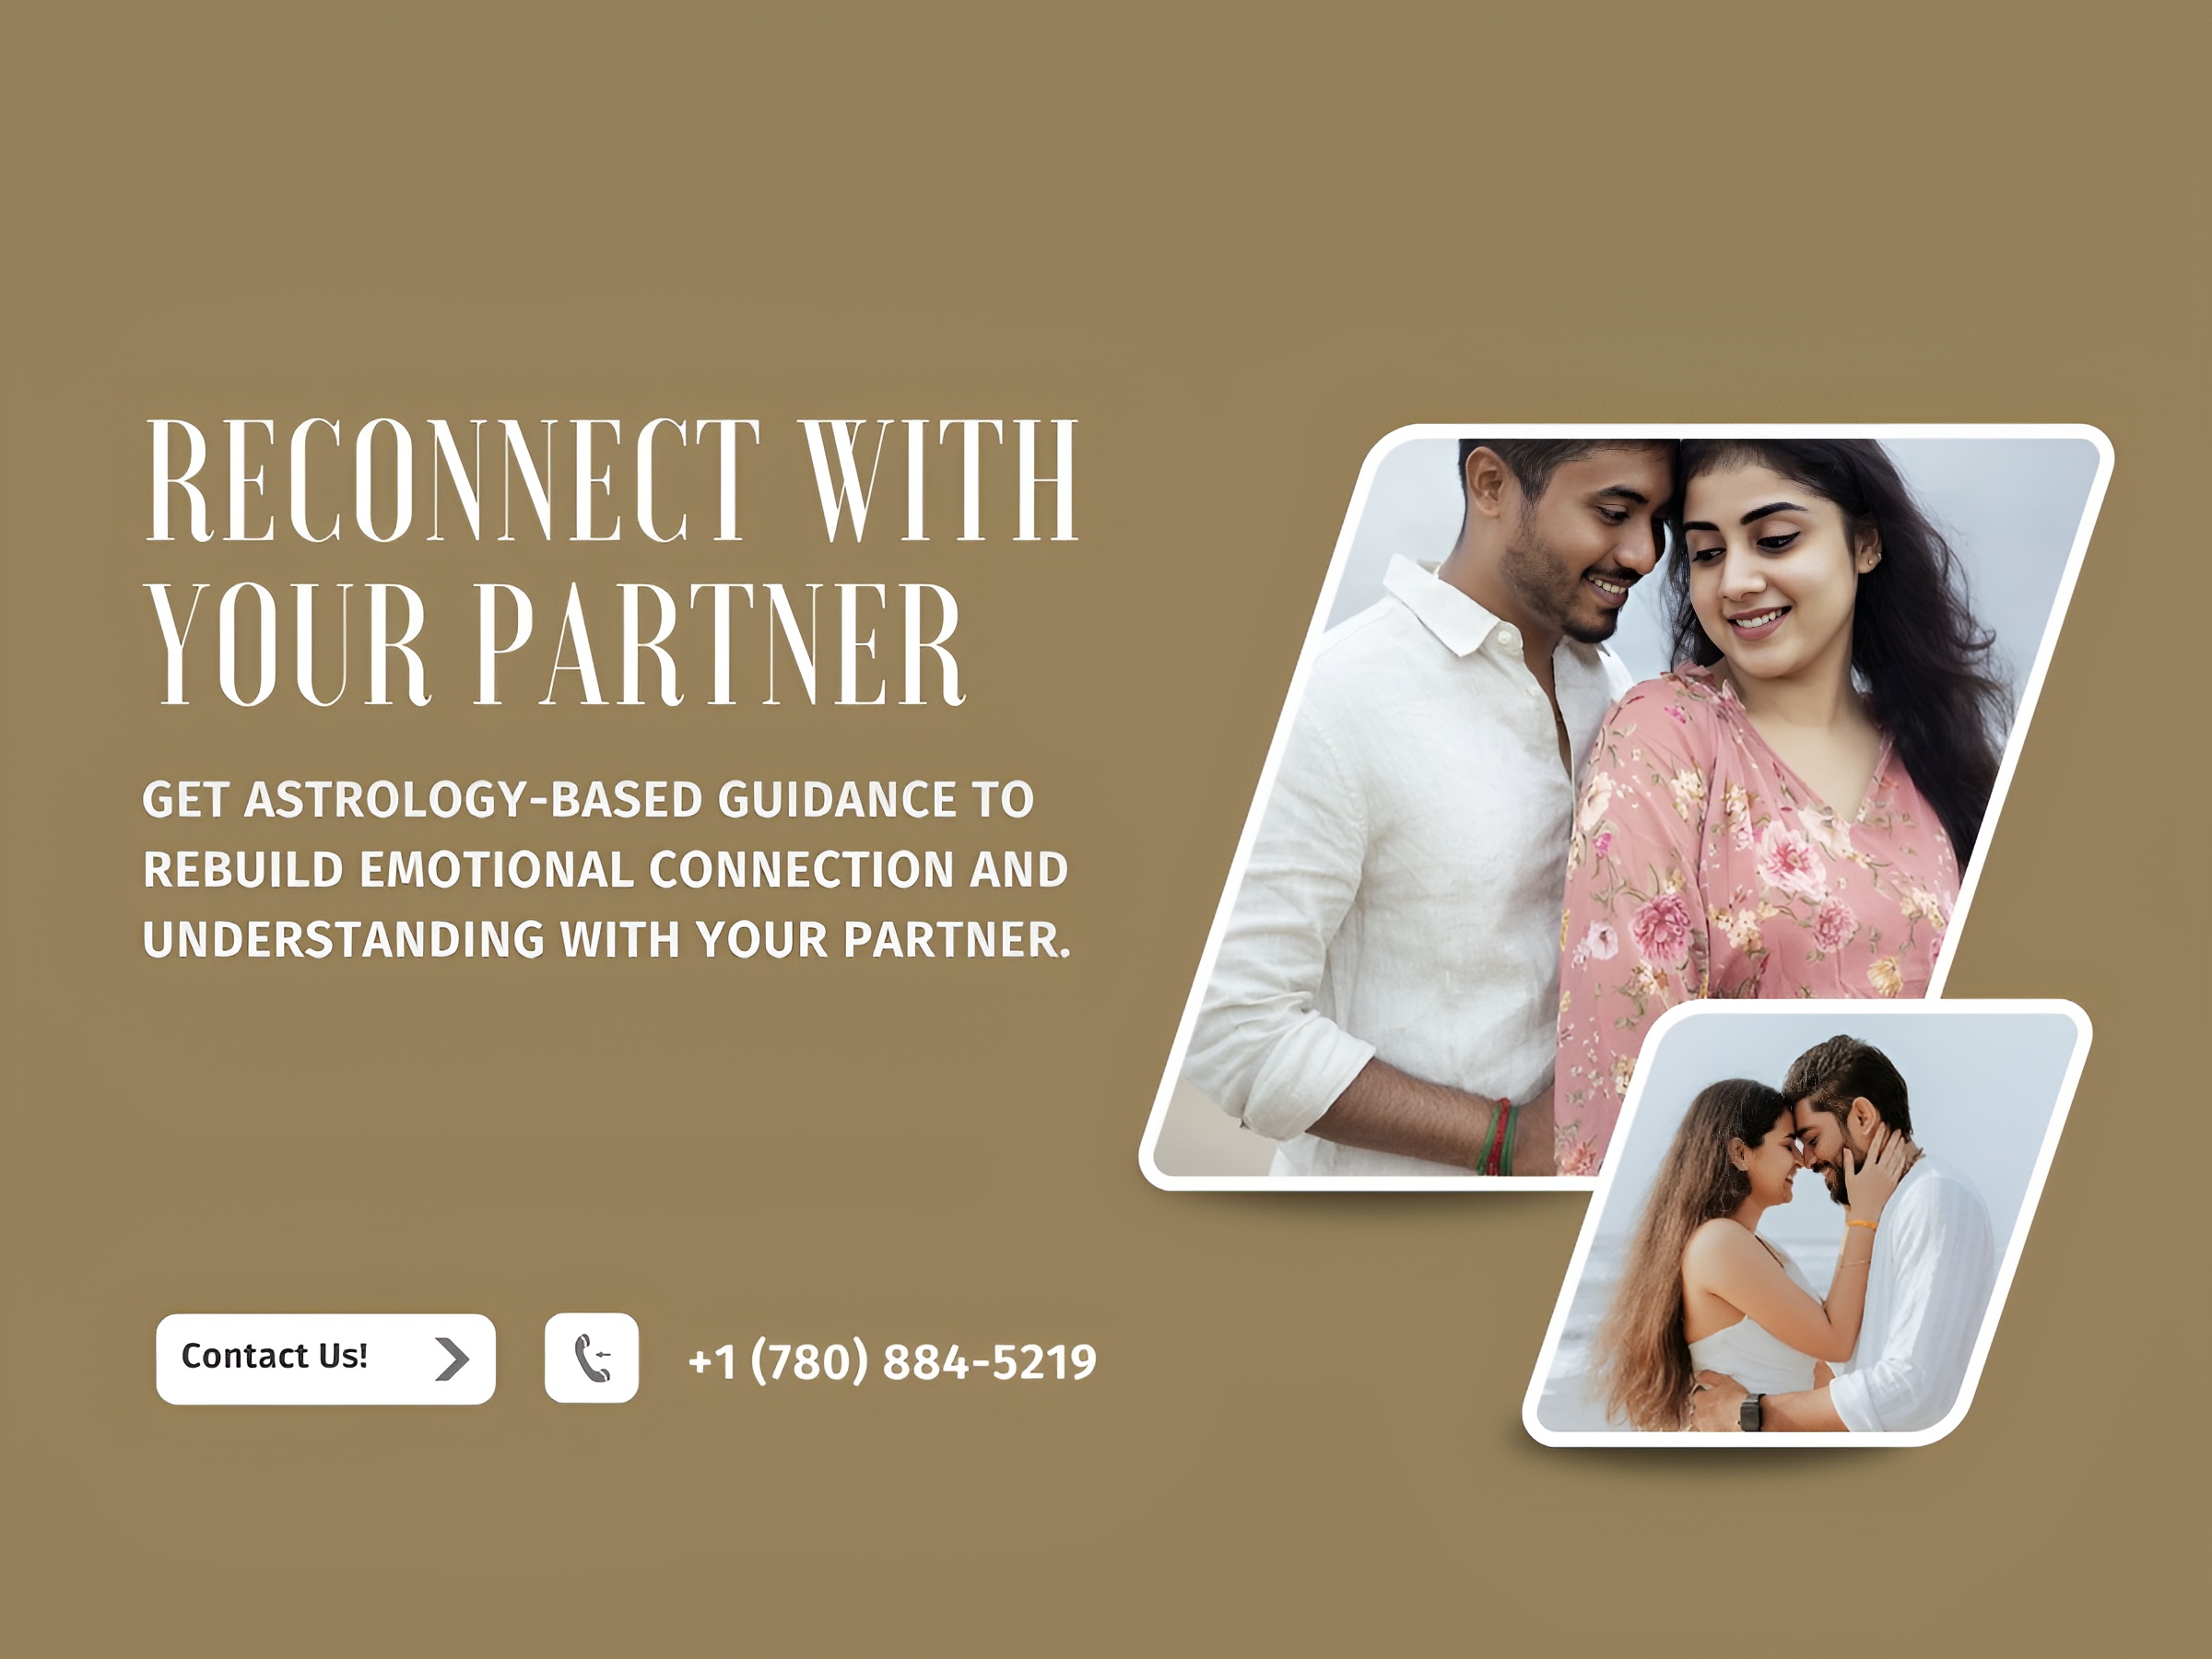 RECONNECT WITH
YOUR PARTNER
GET ASTROLOGY-BASED GUIDANCE TO
REBUILD EMOTIONAL CONNECTION AND
UNDERSTANDING WITH YOUR PARTNER.
Contact Us!
+1 (780) 884-5219